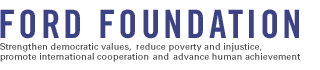 FORD FOUNDATION
Strengthen democratic values, reduce poverty and injustice,
promote international cooperation and advance human achievement